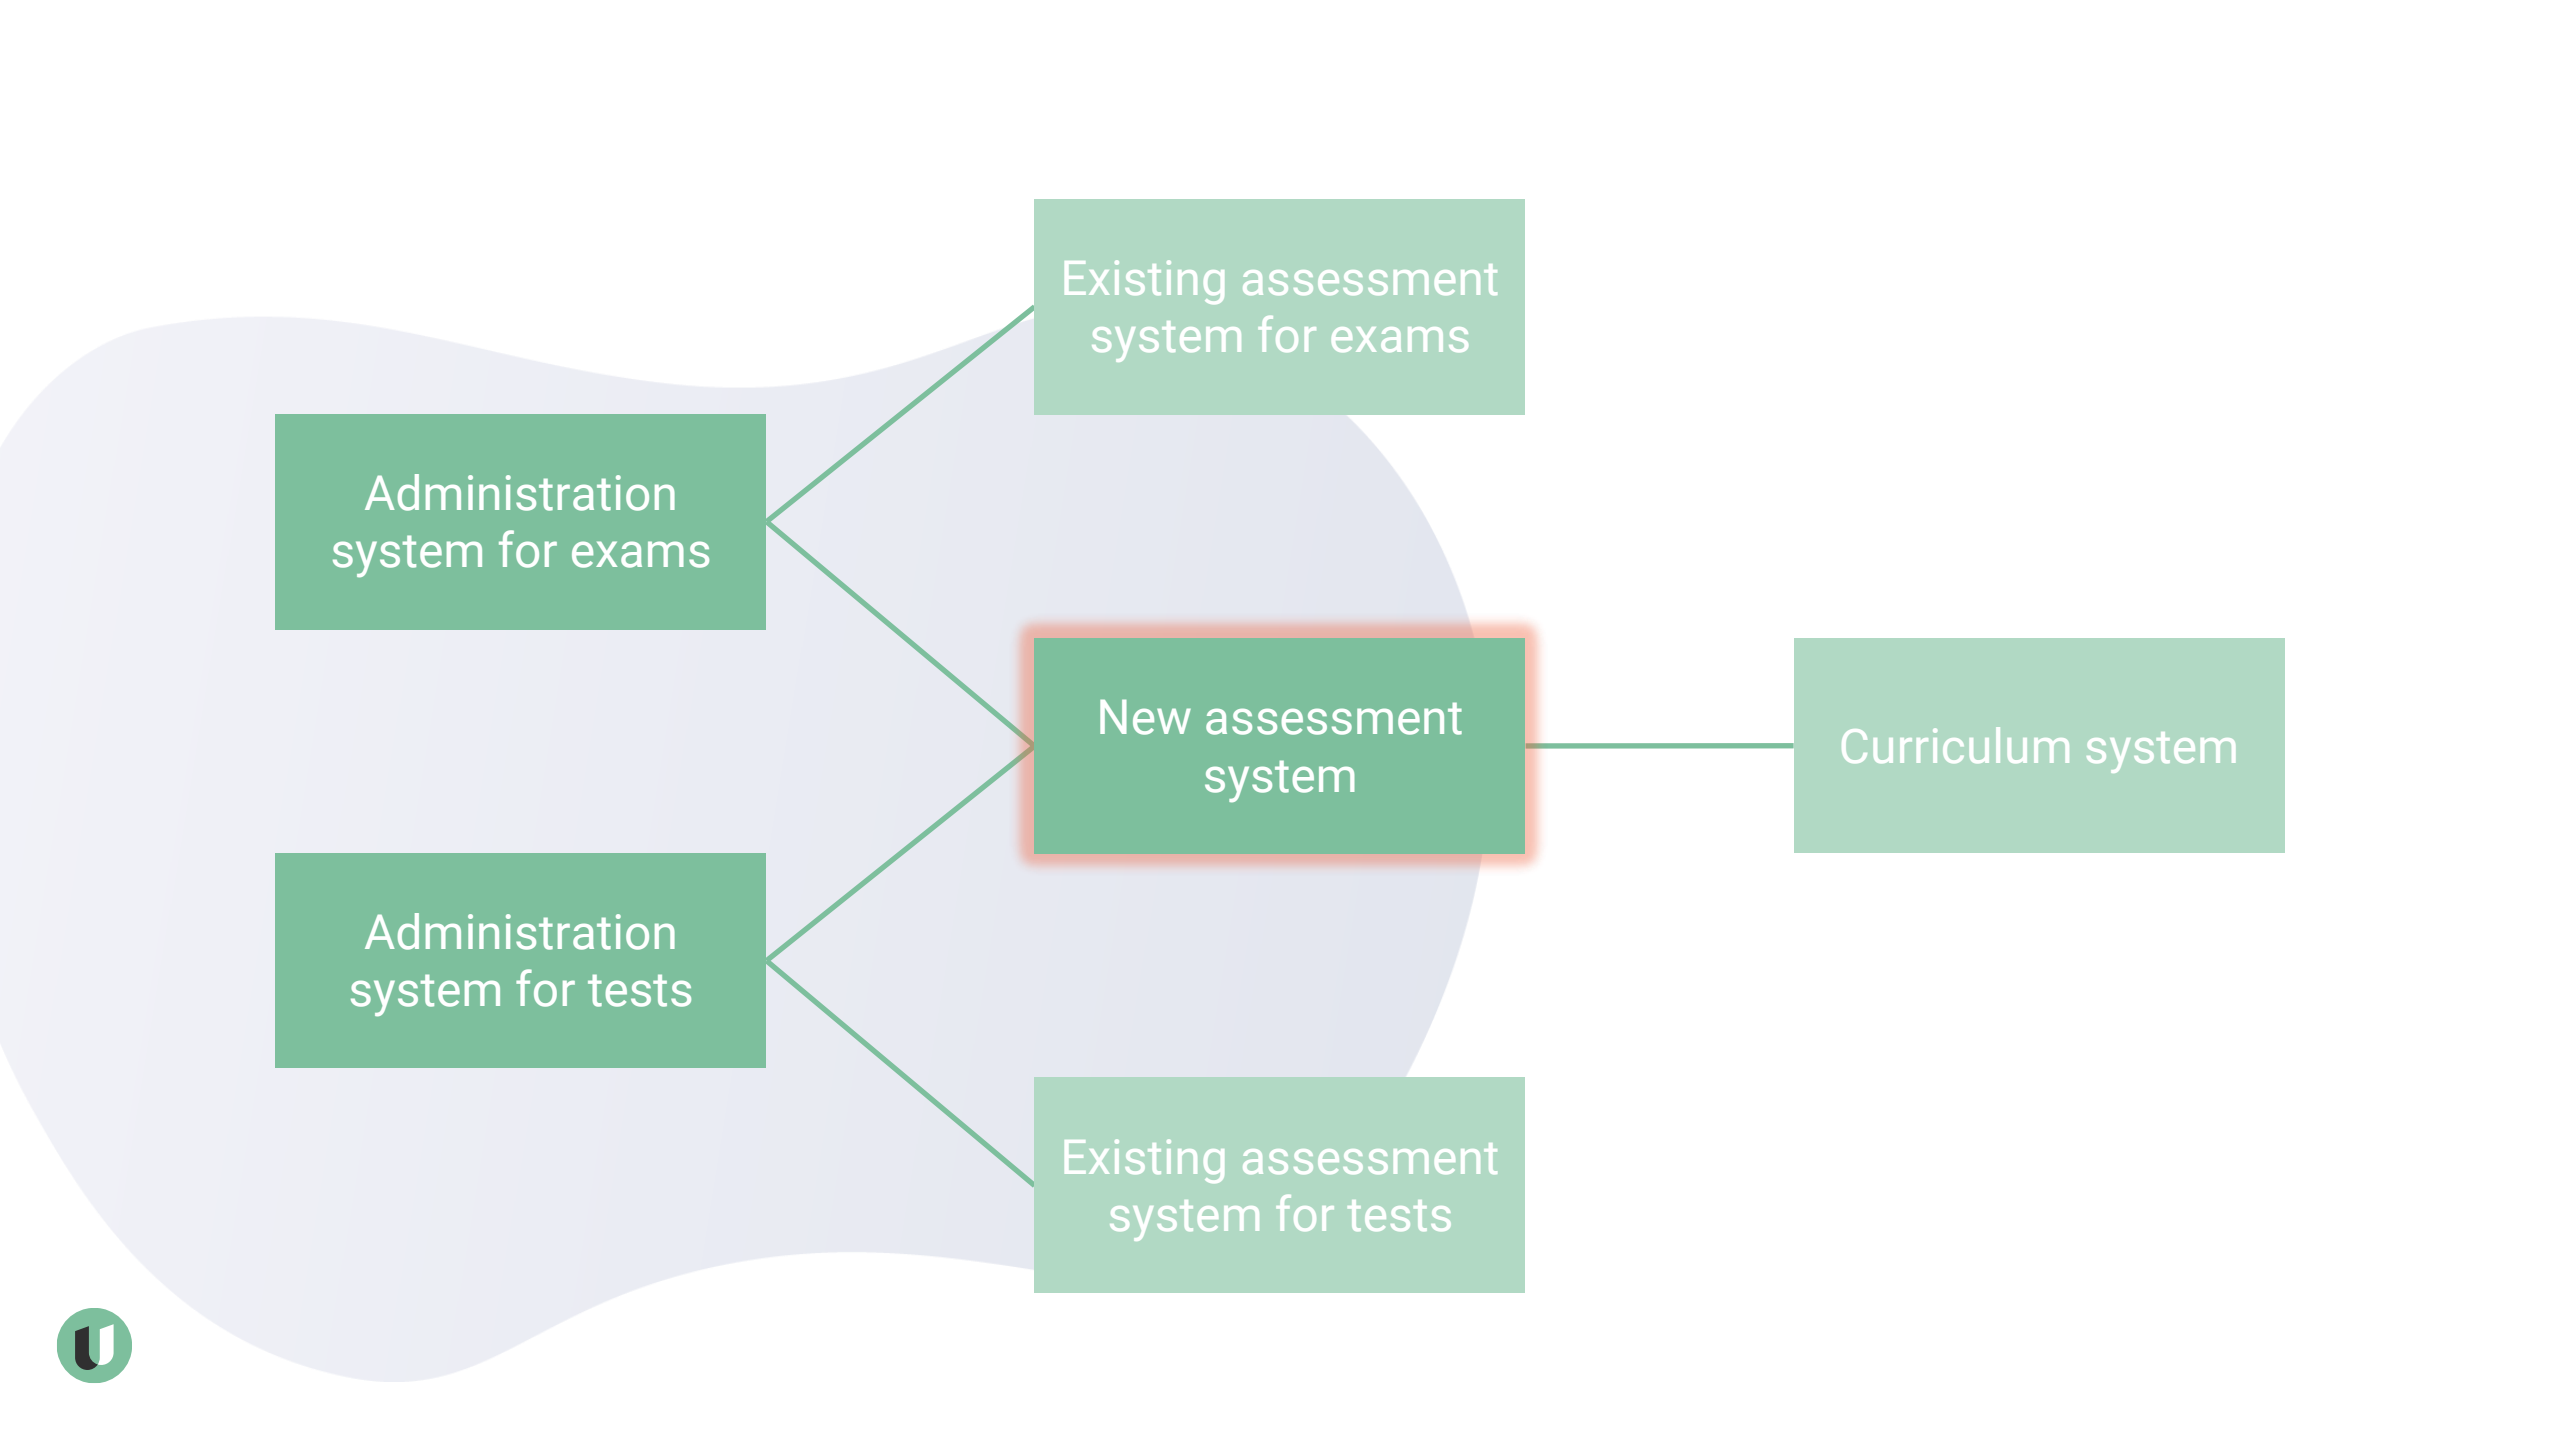 Existing assessment
system for exams
Administration
system for exams
New assessment
system
Curriculum system
Administration
system for tests
Existing assessment
system for tests
U